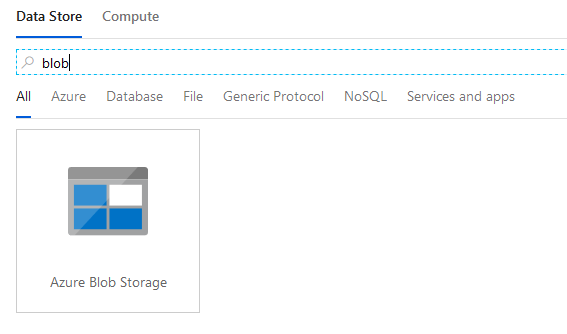 Data Store Compute
blob
All Azure Database File Generic Protocol NoSQL Services and apps
Azure Blob Storage